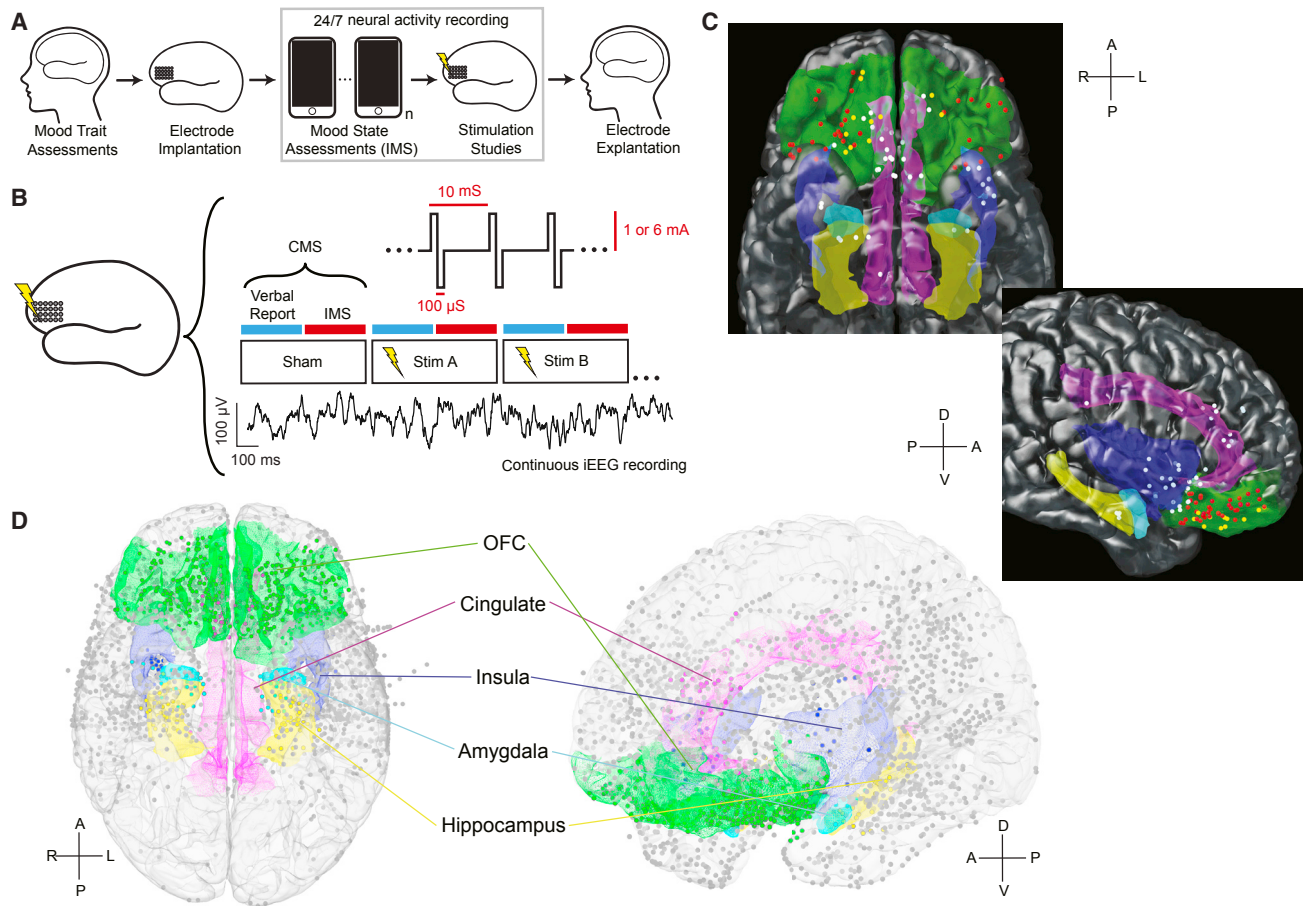 A
24/7 neural activity recording
n
Mood Trait
Assessments
Electrode
Implantation
Mood State
Assessments (IMS)
Stimulation
Studies
Electrode
Explantation
B
10 mS
1 or 6 mA
100 µS
CMS
Verbal
Report
IMS
Sham
Stim A
Stim B
100 µV
100 ms
Continuous iEEG recording
C
A
R
L
P
D
P
A
V
D
OFC
Cingulate
Insula
Amygdala
Hippocampus
A
R
L
P
D
A
P
V